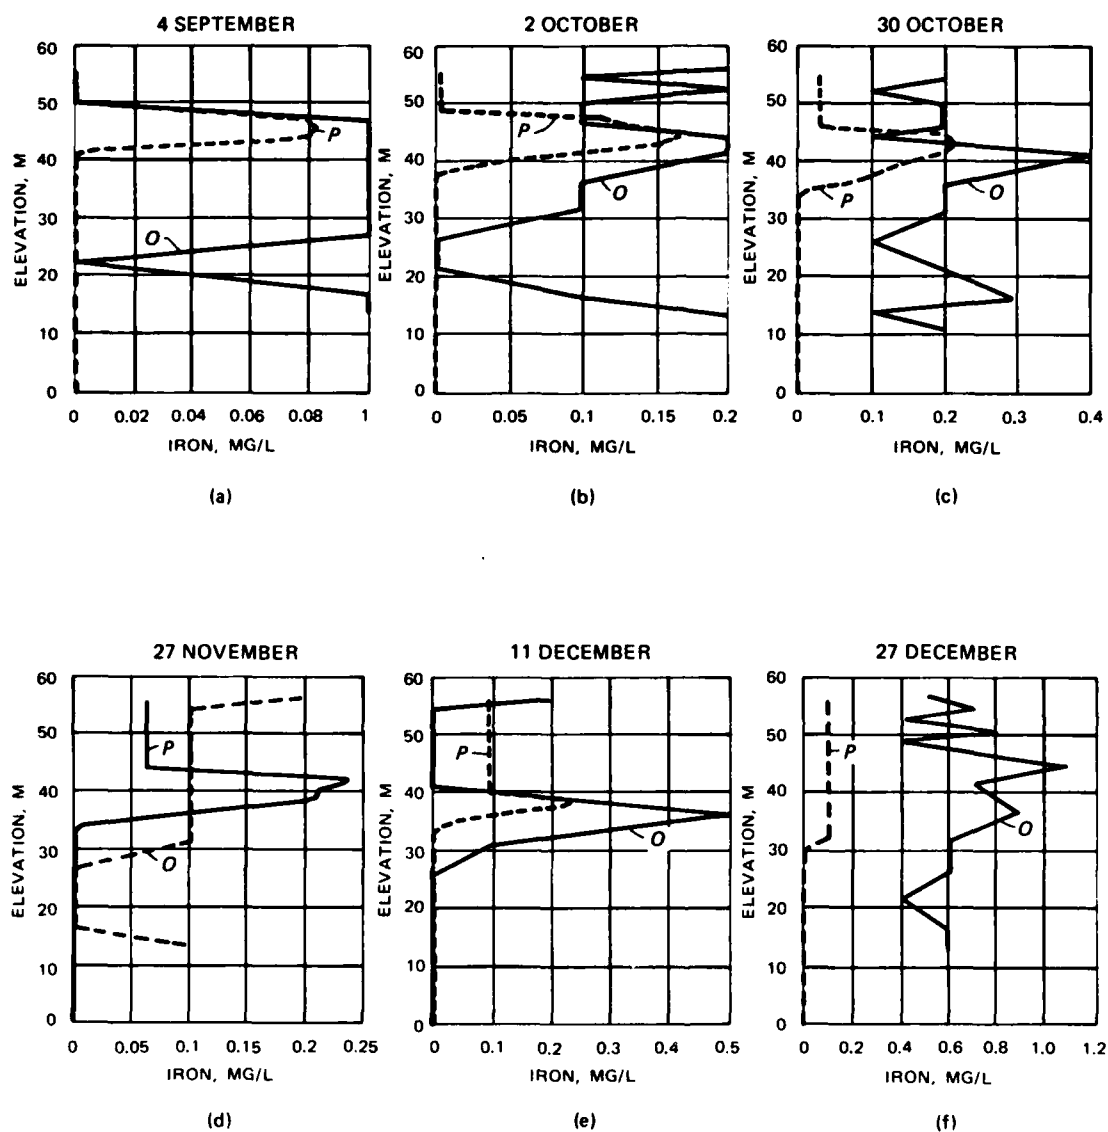 4 SEPTEMBER
60
50
40
30
20
10
0
ELEVATION, M
P
O
0 0.02 0.04 0.06 0.08 1
IRON, MG/L
(a)
2 OCTOBER
60
50
40
30
20
10
0
ELEVATION, M
P
O
0 0.05 0.1 0.15 0.2
IRON, MG/L
(b)
30 OCTOBER
60
50
40
30
20
10
0
ELEVATION, M
P
O
0 0.1 0.2 0.3 0.4
IRON, MG/L
(c)
27 NOVEMBER
60
50
40
30
20
10
0
ELEVATION, M
P
O
0 0.05 0.1 0.15 0.2 0.25
IRON, MG/L
(d)
11 DECEMBER
60
50
40
30
20
10
0
ELEVATION, M
P
O
0 0.1 0.2 0.3 0.4 0.5
IRON, MG/L
(e)
27 DECEMBER
60
50
40
30
20
10
0
ELEVATION, M
P
O
0 0.2 0.4 0.6 0.8 1.0 1.2
IRON, MG/L
(f)